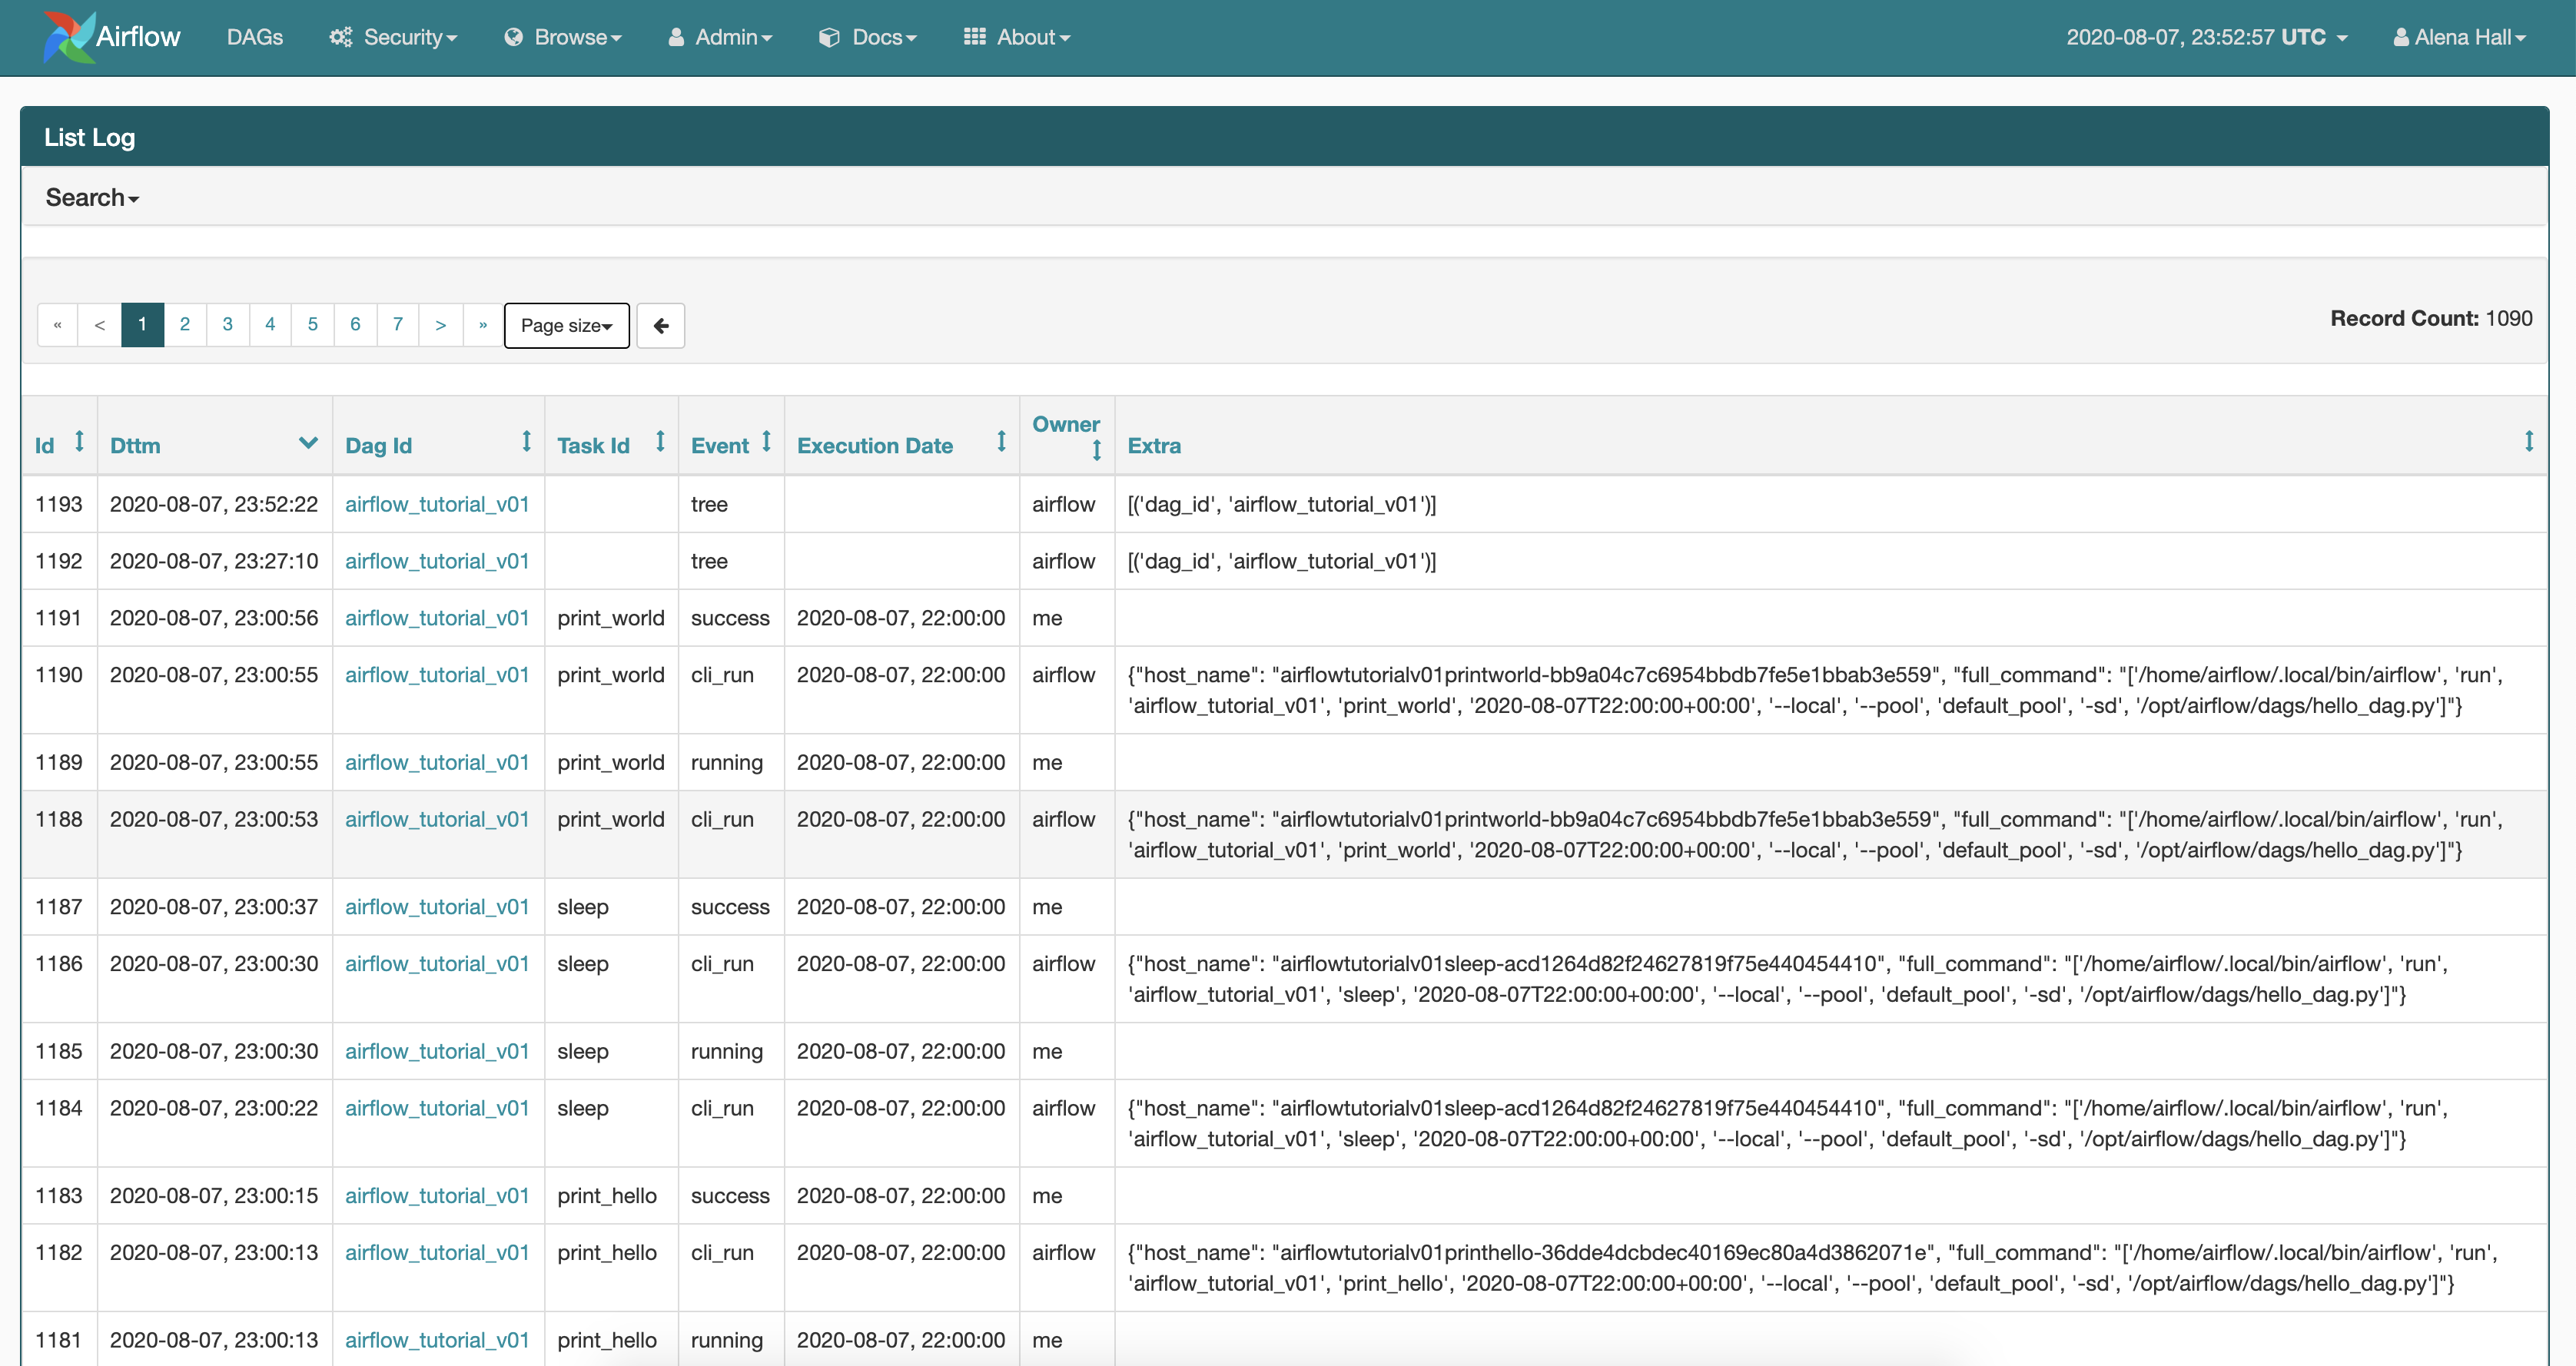 Airflow DAGs Security Browse Admin Docs About 2020-08-07, 23:52:57 UTC Alena Hall
List Log
Search
« < 1 2 3 4 5 6 7 > » Page size Record Count: 1090
Id Dttm Dag Id Task Id Event Execution Date Owner Extra
1193 2020-08-07, 23:52:22 airflow_tutorial_v01 tree airflow [('dag_id', 'airflow_tutorial_v01')]
1192 2020-08-07, 23:27:10 airflow_tutorial_v01 tree airflow [('dag_id', 'airflow_tutorial_v01')]
1191 2020-08-07, 23:00:56 airflow_tutorial_v01 print_world success 2020-08-07, 22:00:00 me
1190 2020-08-07, 23:00:55 airflow_tutorial_v01 print_world cli_run 2020-08-07, 22:00:00 airflow {"host_name": "airflowtutorialv01printworld-bb9a04c7c6954bbdb7fe5e1bbab3e559", "full_command": "['/home/airflow/.local/bin/airflow', 'run',
'airflow_tutorial_v01', 'print_world', '2020-08-07T22:00:00+00:00', '--local', '--pool', 'default_pool', '-sd', '/opt/airflow/dags/hello_dag.py']"}
1189 2020-08-07, 23:00:55 airflow_tutorial_v01 print_world running 2020-08-07, 22:00:00 me
1188 2020-08-07, 23:00:53 airflow_tutorial_v01 print_world cli_run 2020-08-07, 22:00:00 airflow {"host_name": "airflowtutorialv01printworld-bb9a04c7c6954bbdb7fe5e1bbab3e559", "full_command": "['/home/airflow/.local/bin/airflow', 'run',
'airflow_tutorial_v01', 'print_world', '2020-08-07T22:00:00+00:00', '--local', '--pool', 'default_pool', '-sd', '/opt/airflow/dags/hello_dag.py']"}
1187 2020-08-07, 23:00:37 airflow_tutorial_v01 sleep success 2020-08-07, 22:00:00 me
1186 2020-08-07, 23:00:30 airflow_tutorial_v01 sleep cli_run 2020-08-07, 22:00:00 airflow {"host_name": "airflowtutorialv01sleep-acd1264d82f24627819f75e440454410", "full_command": "['/home/airflow/.local/bin/airflow', 'run',
'airflow_tutorial_v01', 'sleep', '2020-08-07T22:00:00+00:00', '--local', '--pool', 'default_pool', '-sd', '/opt/airflow/dags/hello_dag.py']"}
1185 2020-08-07, 23:00:30 airflow_tutorial_v01 sleep running 2020-08-07, 22:00:00 me
1184 2020-08-07, 23:00:22 airflow_tutorial_v01 sleep cli_run 2020-08-07, 22:00:00 airflow {"host_name": "airflowtutorialv01sleep-acd1264d82f24627819f75e440454410", "full_command": "['/home/airflow/.local/bin/airflow', 'run',
'airflow_tutorial_v01', 'sleep', '2020-08-07T22:00:00+00:00', '--local', '--pool', 'default_pool', '-sd', '/opt/airflow/dags/hello_dag.py']"}
1183 2020-08-07, 23:00:15 airflow_tutorial_v01 print_hello success 2020-08-07, 22:00:00 me
1182 2020-08-07, 23:00:13 airflow_tutorial_v01 print_hello cli_run 2020-08-07, 22:00:00 airflow {"host_name": "airflowtutorialv01printhello-36dde4dcbdec40169ec80a4d3862071e", "full_command": "['/home/airflow/.local/bin/airflow', 'run',
'airflow_tutorial_v01', 'print_hello', '2020-08-07T22:00:00+00:00', '--local', '--pool', 'default_pool', '-sd', '/opt/airflow/dags/hello_dag.py']"}
1181 2020-08-07, 23:00:13 airflow_tutorial_v01 print_hello running 2020-08-07, 22:00:00 me